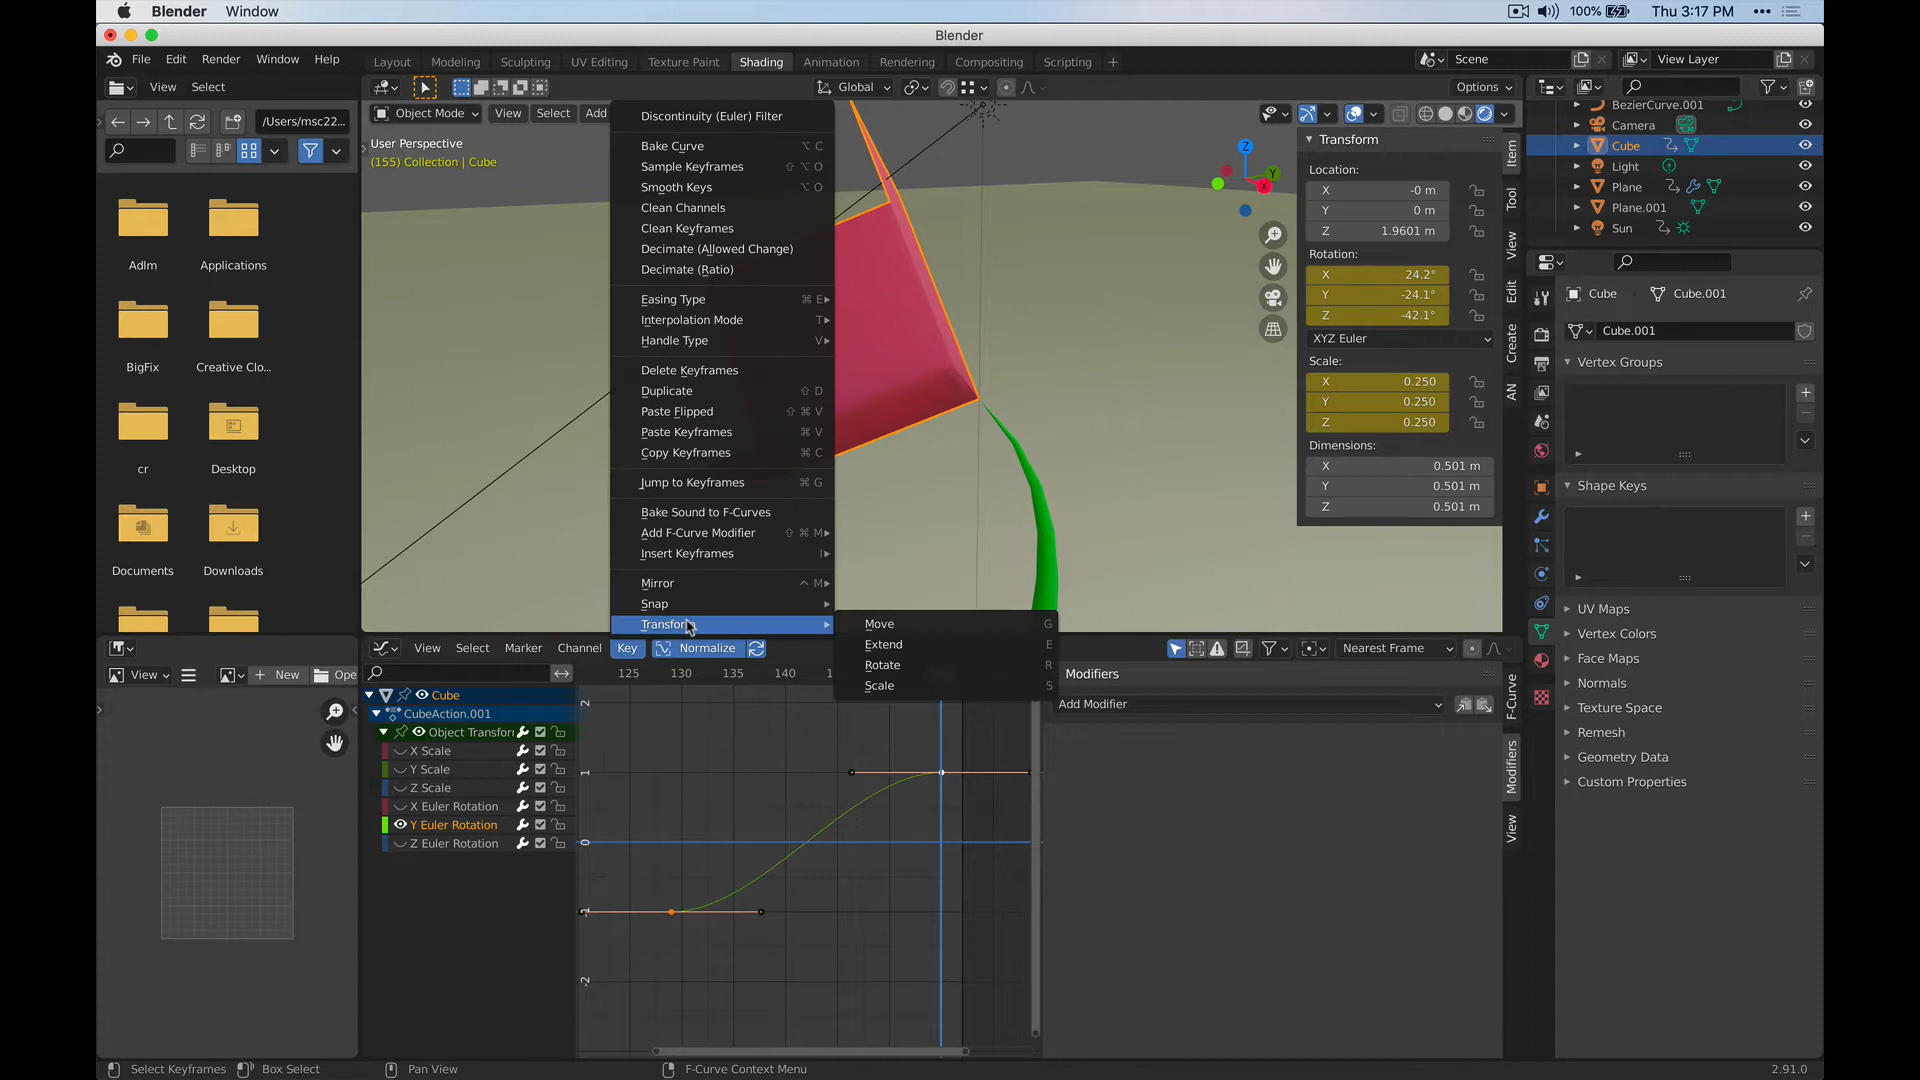 Blender Window 100% Thu 3:17 PM
Blender
File Edit Render Window Help Layout Modeling Sculpting UV Editing Texture Paint Shading Animation Rendering Compositing Scripting + Scene View Layer
View Select Global Options
/Users/msc22...
Object Mode View Select Add
User Perspective
(155) Collection | Cube
Adlm Applications
BigFix Creative Clo...
cr Desktop
Documents Downloads
Discontinuity (Euler) Filter
Bake Curve ⌥ C
Sample Keyframes ⇧ ⌥ O
Smooth Keys ⌥ O
Clean Channels
Clean Keyframes
Decimate (Allowed Change)
Decimate (Ratio)
Easing Type ⌘ E
Interpolation Mode T
Handle Type V
Delete Keyframes
Duplicate ⇧ D
Paste Flipped ⇧ ⌘ V
Paste Keyframes ⌘ V
Copy Keyframes ⌘ C
Jump to Keyframes ⌘ G
Bake Sound to F-Curves
Add F-Curve Modifier ⇧ ⌘ M
Insert Keyframes I
Mirror ^ M
Snap
Transform
Move G
Extend E
Rotate R
Scale S
Z
Y
X
Transform
Location:
X -0 m
Y 0 m
Z 1.9601 m
Rotation:
X 24.2°
Y -24.1°
Z -42.1°
XYZ Euler
Scale:
X 0.250
Y 0.250
Z 0.250
Dimensions:
X 0.501 m
Y 0.501 m
Z 0.501 m
Item
Tool
View
Edit
Create
AN
BezierCurve.001
Camera
Cube
Light
Plane
Plane.001
Sun
Cube Cube.001
Cube.001
Vertex Groups
Shape Keys
UV Maps
Vertex Colors
Face Maps
Normals
Texture Space
Remesh
Geometry Data
Custom Properties
View Select Marker Channel Key Normalize Nearest Frame
View + New Ope
125 130 135 140
Cube
CubeAction.001
Object Transfor
X Scale
Y Scale
Z Scale
X Euler Rotation
Y Euler Rotation
Z Euler Rotation
2
1
0
-1
-2
Modifiers
Add Modifier
F-Curve
Modifiers
View
Select Keyframes Box Select Pan View F-Curve Context Menu 2.91.0